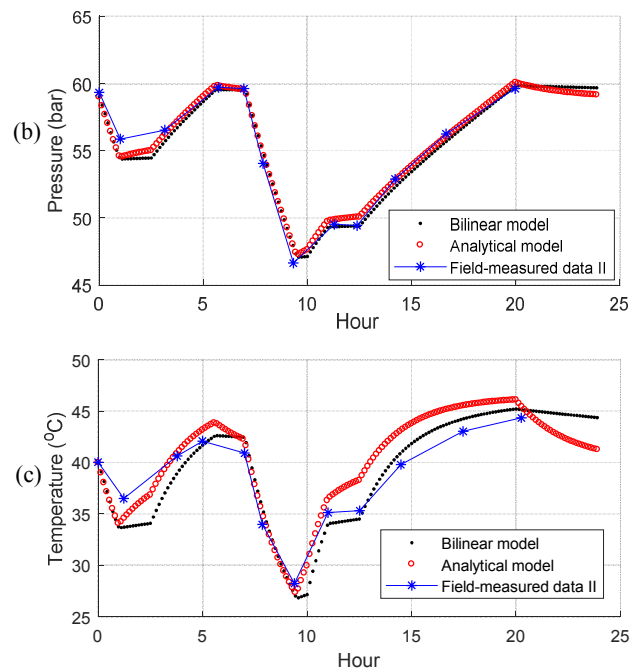 (b)
Pressure (bar)
65
60
55
50
45
0 5 10 15 20 25
Hour
Bilinear model
Analytical model
Field-measured data II
(c)
Temperature (⁰C)
50
45
40
35
30
25
0 5 10 15 20 25
Hour
Bilinear model
Analytical model
Field-measured data II